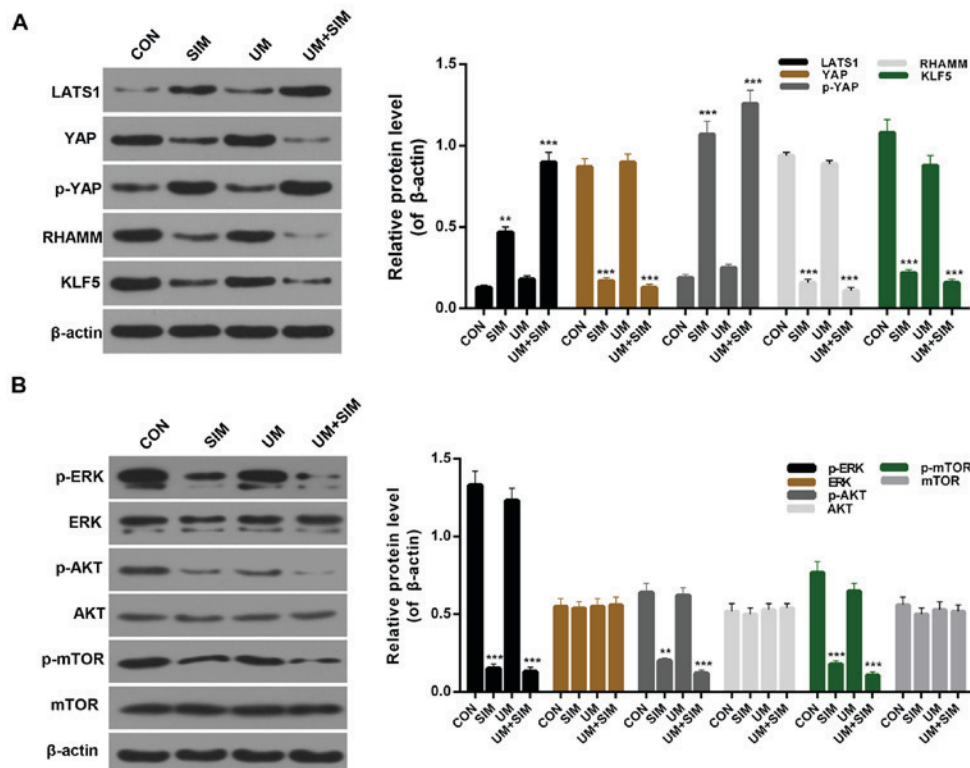 A
CON SIM UM UM+SIM
LATS1
YAP
p-YAP
RHAMM
KLF5
β-actin
Relative protein level
(of β-actin)
1.5
1.0
0.5
0.0
LATS1
YAP
p-YAP
RHAMM
KLF5
** *** *** *** *** *** *** *** *** ***
CON SIM UM UM+SIM CON SIM UM UM+SIM CON SIM UM UM+SIM CON SIM UM UM+SIM CON SIM UM UM+SIM
B
CON SIM UM UM+SIM
p-ERK
ERK
p-AKT
AKT
p-mTOR
mTOR
β-actin
Relative protein level
(of β-actin)
1.5
1.0
0.5
0.0
p-ERK
ERK
p-AKT
AKT
p-mTOR
mTOR
*** *** ** *** *** ***
CON SIM UM UM+SIM CON SIM UM UM+SIM CON SIM UM UM+SIM CON SIM UM UM+SIM CON SIM UM UM+SIM CON SIM UM UM+SIM